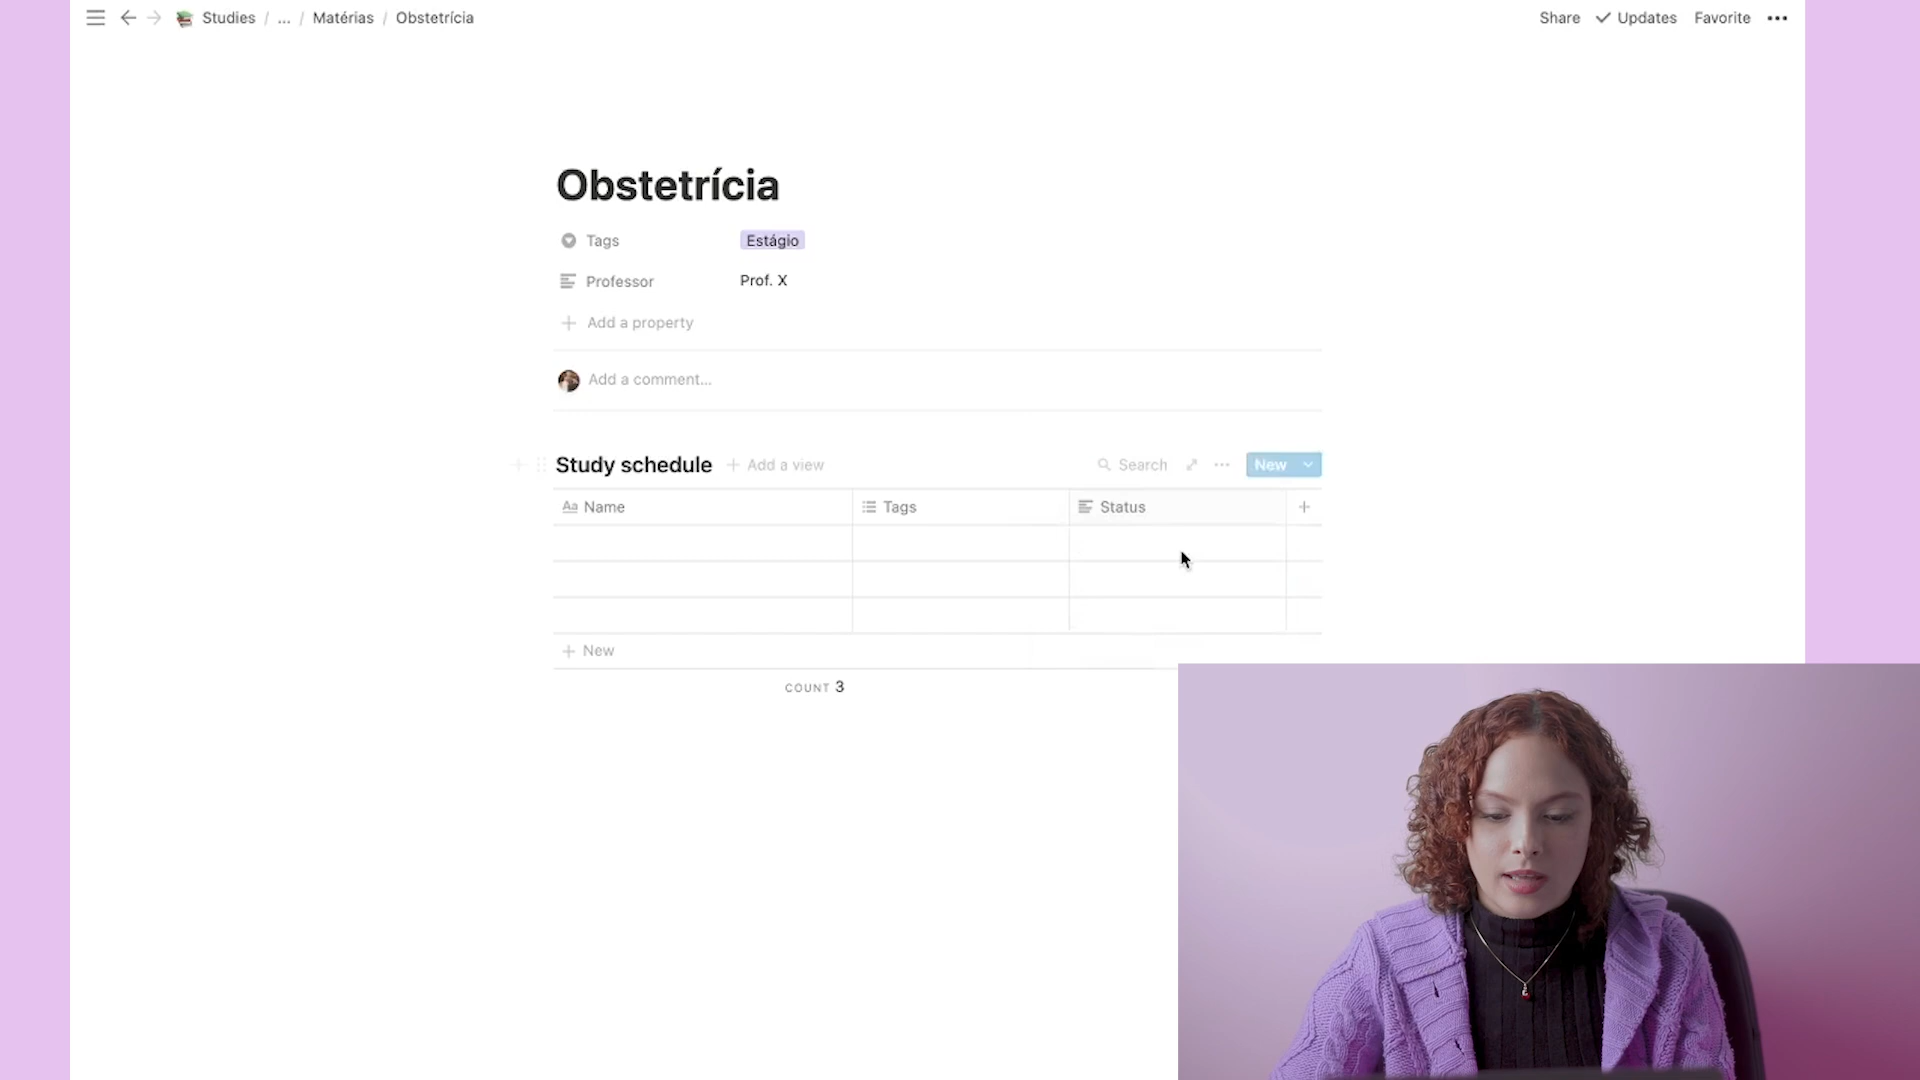 Studies / ... / Matérias / Obstetrícia
Share Updates Favorite
Obstetrícia
Tags Estágio
Professor Prof. X
Add a property
Add a comment...
Study schedule + Add a view Search New
Aa Name Tags Status
+ New
COUNT 3